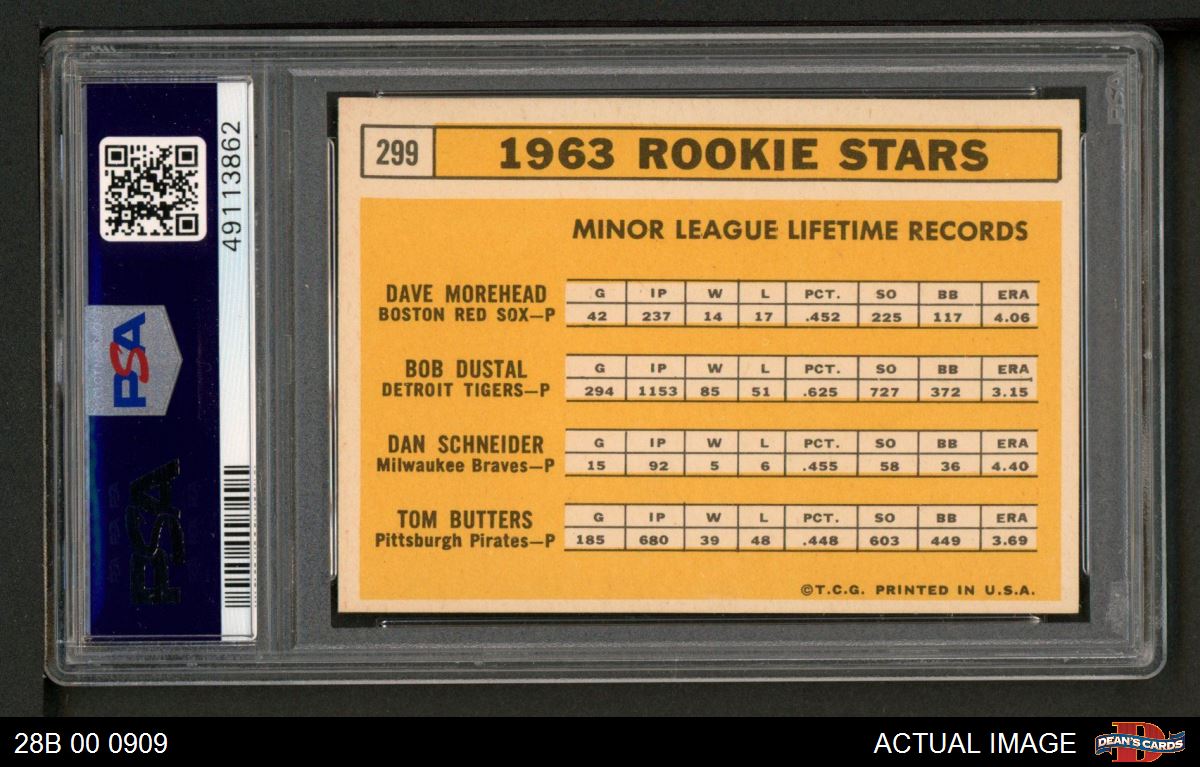 299 1963 ROOKIE STARS
MINOR LEAGUE LIFETIME RECORDS
DAVE MOREHEAD
BOSTON RED SOX—P
G IP W L PCT. SO BB ERA
42 237 14 17 .452 225 117 4.06
BOB DUSTAL
DETROIT TIGERS—P
G IP W L PCT. SO BB ERA
294 1153 85 51 .625 727 372 3.15
DAN SCHNEIDER
Milwaukee Braves—P
G IP W L PCT. SO BB ERA
15 92 5 6 .455 58 36 4.40
TOM BUTTERS
Pittsburgh Pirates—P
G IP W L PCT. SO BB ERA
185 680 39 48 .448 603 449 3.69
©T.C.G. PRINTED IN U.S.A.
49113862
PSA
PSA
PSA
28B 00 0909
ACTUAL IMAGE
DEAN'S CARDS